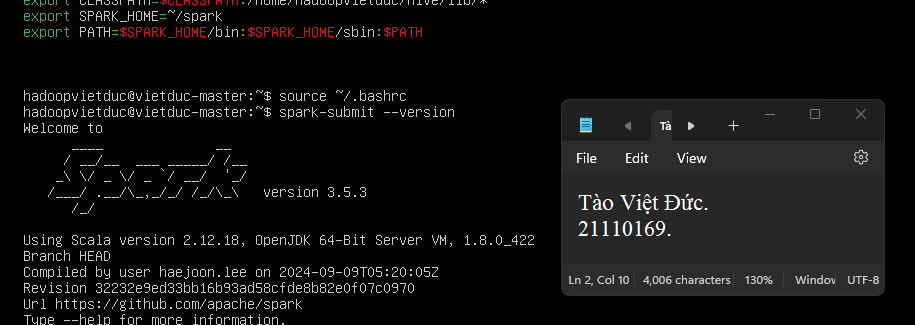 export CLASSPATH=$CLASSPATH:/home/hadoopvietduc/hive/lib/*
export SPARK_HOME=~/spark
export PATH=$SPARK_HOME/bin:$SPARK_HOME/sbin:$PATH
hadoopvietduc@vietduc-master:~$ source ~/.bashrc
hadoopvietduc@vietduc-master:~$ spark-submit --version
Welcome to
      ____              __
     / __/__  ___ _____/ /__
    _\ \/ _ \/ _ `/ __/  '_/
   /___/ .__/\_,_/_/ /_/\_\   version 3.5.3
      /_/
Using Scala version 2.12.18, OpenJDK 64-Bit Server VM, 1.8.0_422
Branch HEAD
Compiled by user haejoon.lee on 2024-09-09T05:20:05Z
Revision 32232e9ed33bb16b93ad58cfde8b82e0f07c0970
Url https://github.com/apache/spark
Type --help for more information.
Tà
File Edit View
Tào Việt Đức.
21110169.
Ln 2, Col 10 4,006 characters 130% Window UTF-8